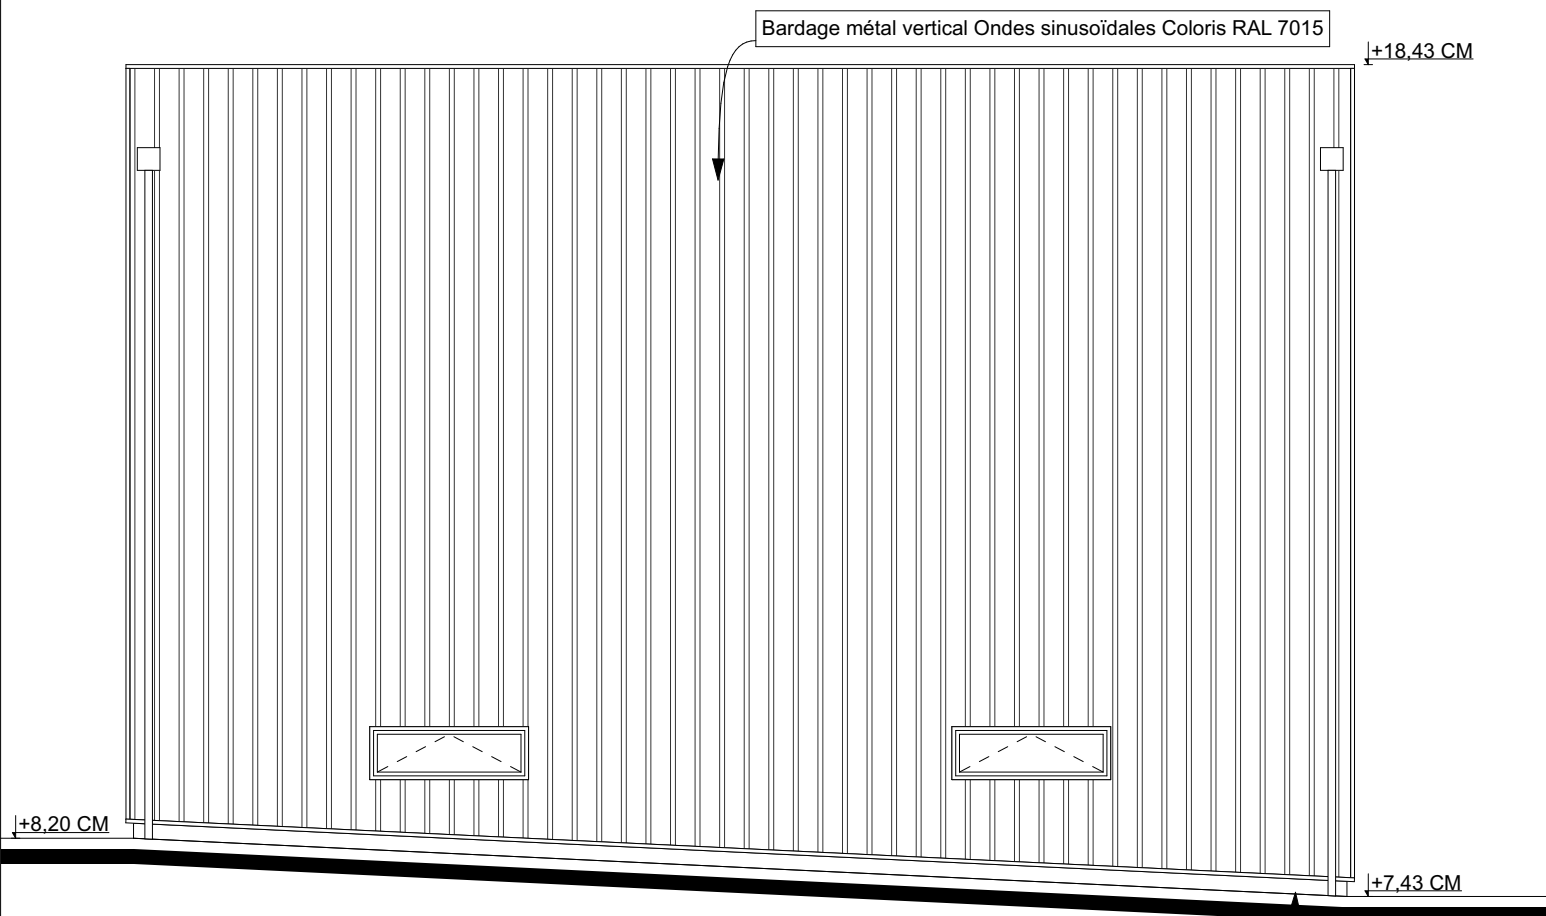 Bardage métal vertical Ondes sinusoïdales Coloris RAL 7015
+18,43 CM
+8,20 CM
+7,43 CM